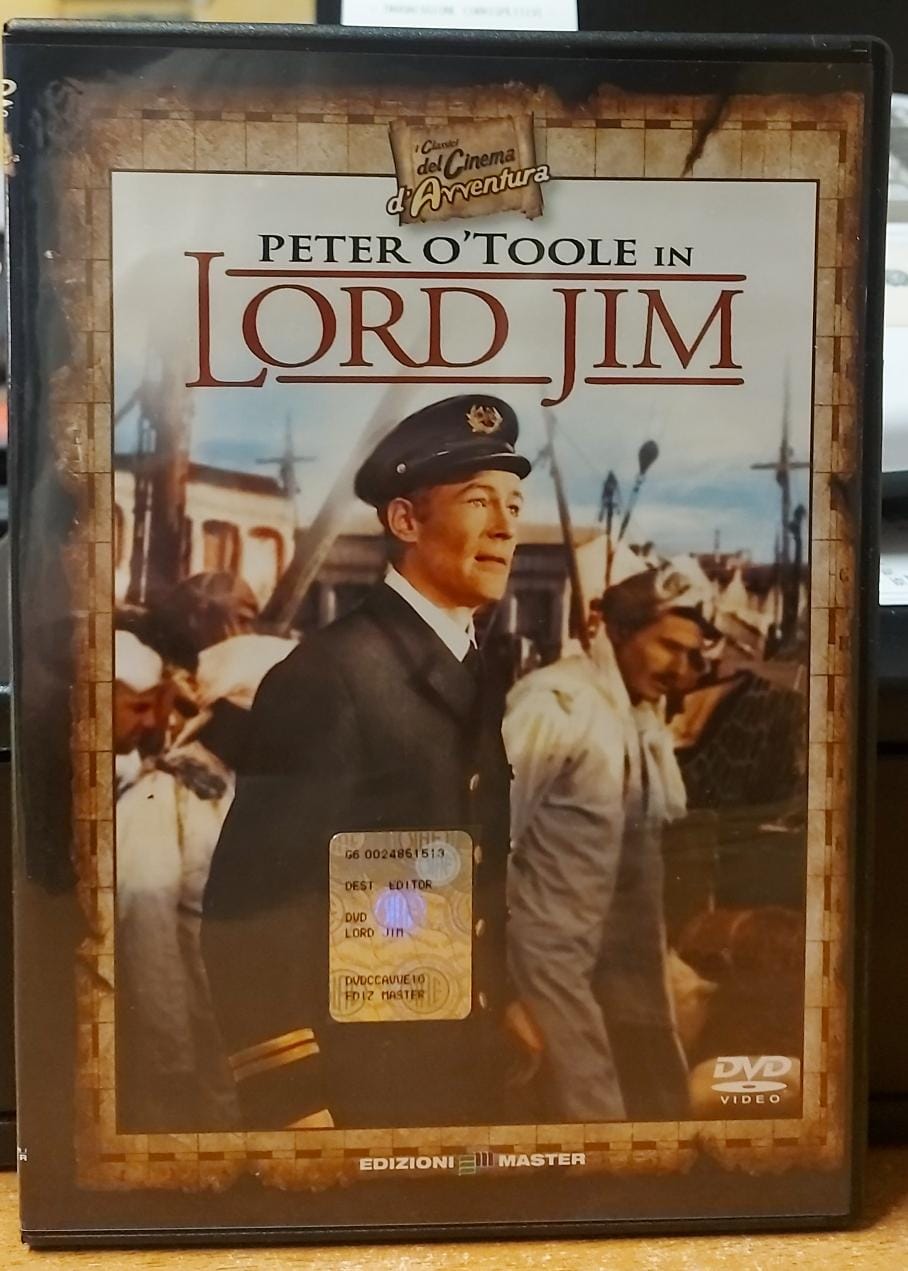 i Classici
del Cinema
d'Avventura
PETER O'TOOLE IN
LORD JIM
G6 0024861513
DEST EDITOR
DVD
LORD JIM
DVDCCAVVE10
EDIZ MASTER
DVD
VIDEO
EDIZIONI MASTER